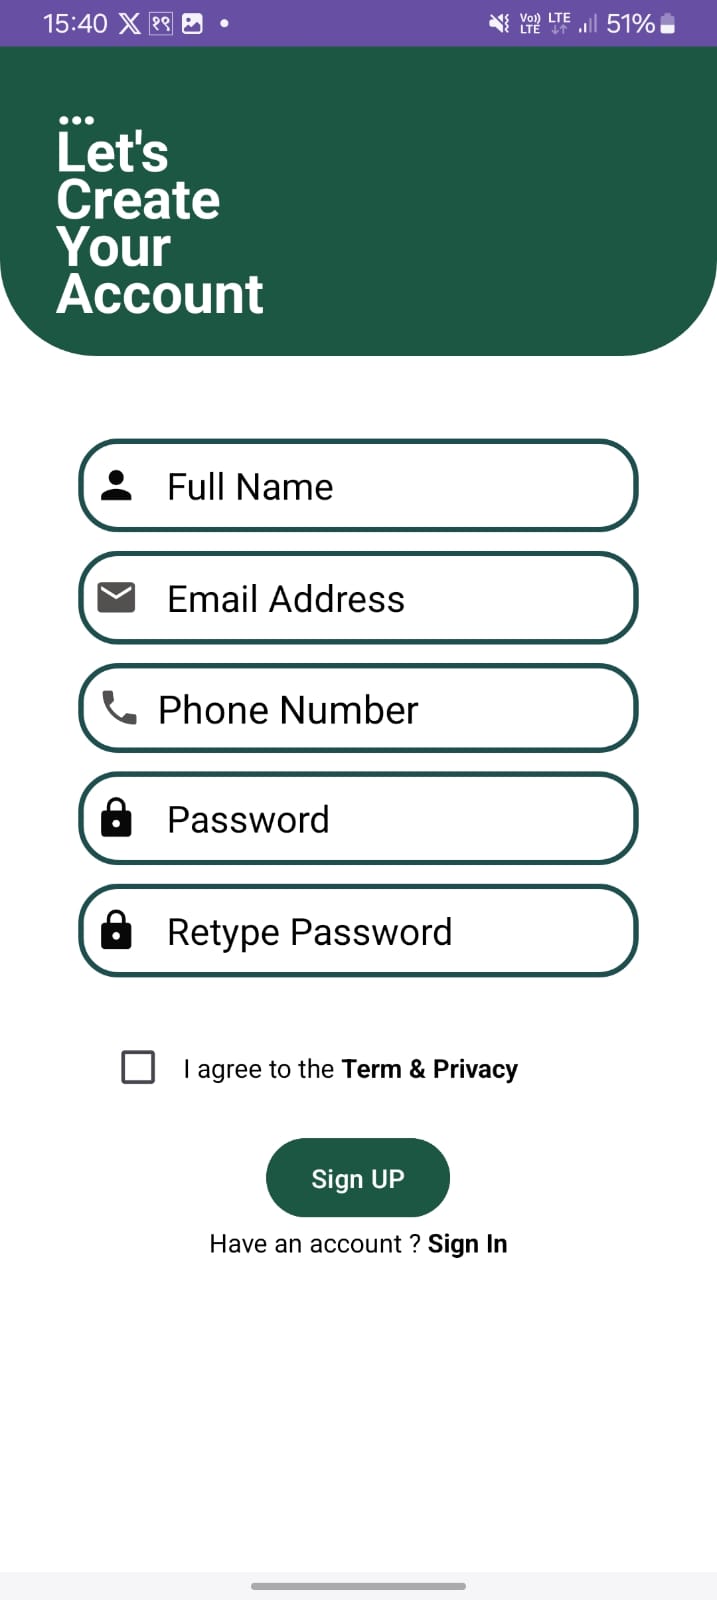 15:40 X ११ • Vo)) LTE LTE 51%
...
Let's
Create
Your
Account
Full Name
Email Address
Phone Number
Password
Retype Password
I agree to the Term & Privacy
Sign UP
Have an account ? Sign In